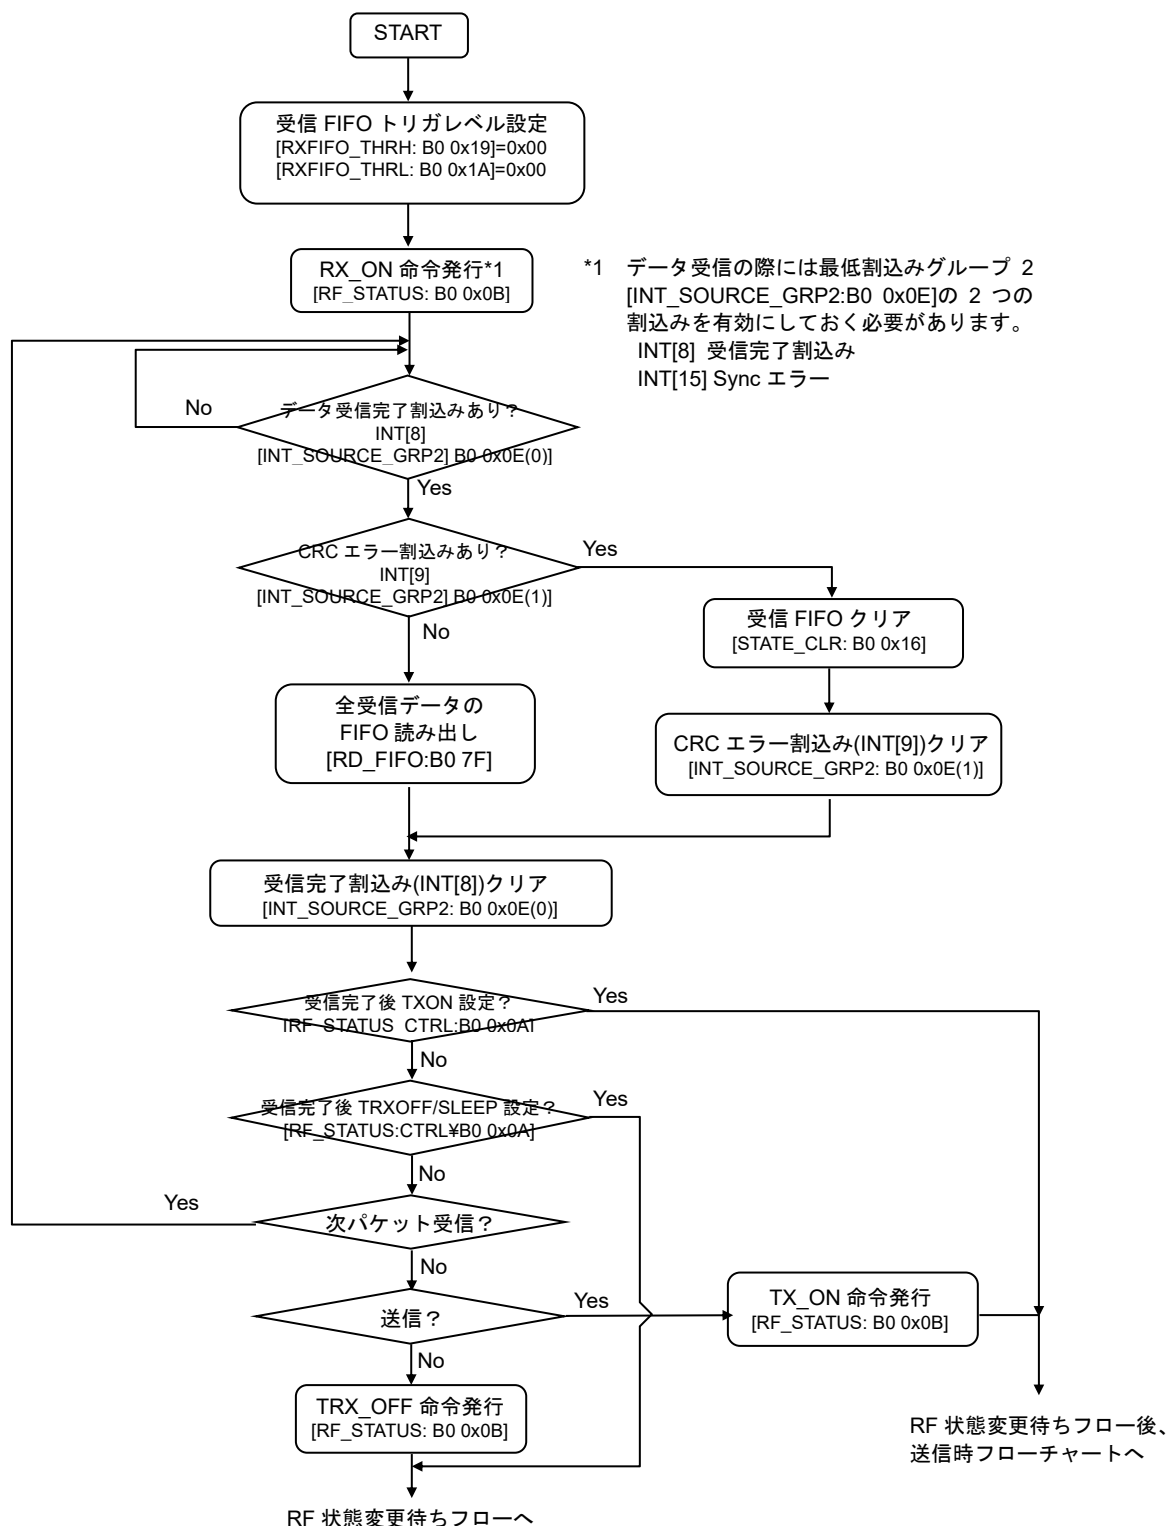 START
受信 FIFO トリガレベル設定
[RXFIFO_THRH: B0 0x19]=0x00
[RXFIFO_THRL: B0 0x1A]=0x00
RX_ON 命令発行*1
[RF_STATUS: B0 0x0B]
*1 データ受信の際には最低割込みグループ 2
[INT_SOURCE_GRP2:B0 0x0E]の 2 つの
割込みを有効にしておく必要があります。
INT[8] 受信完了割込み
INT[15] Sync エラー
No
データ受信完了割込みあり?
INT[8]
[INT_SOURCE_GRP2] B0 0x0E(0)]
Yes
CRC エラー割込みあり?
INT[9]
[INT_SOURCE_GRP2] B0 0x0E(1)]
Yes
No
受信 FIFO クリア
[STATE_CLR: B0 0x16]
全受信データの
FIFO 読み出し
[RD_FIFO:B0 7F]
CRC エラー割込み(INT[9])クリア
[INT_SOURCE_GRP2: B0 0x0E(1)]
受信完了割込み(INT[8])クリア
[INT_SOURCE_GRP2: B0 0x0E(0)]
受信完了後 TXON 設定?
[RF_STATUS_CTRL:B0 0x0A]
Yes
No
受信完了後 TRXOFF/SLEEP 設定?
[RF_STATUS:CTRL¥B0 0x0A]
Yes
No
Yes
次パケット受信?
No
送信?
Yes
TX_ON 命令発行
[RF_STATUS: B0 0x0B]
No
TRX_OFF 命令発行
[RF_STATUS: B0 0x0B]
RF 状態変更待ちフロー後、
送信時フローチャートへ
RF 状態変更待ちフローへ